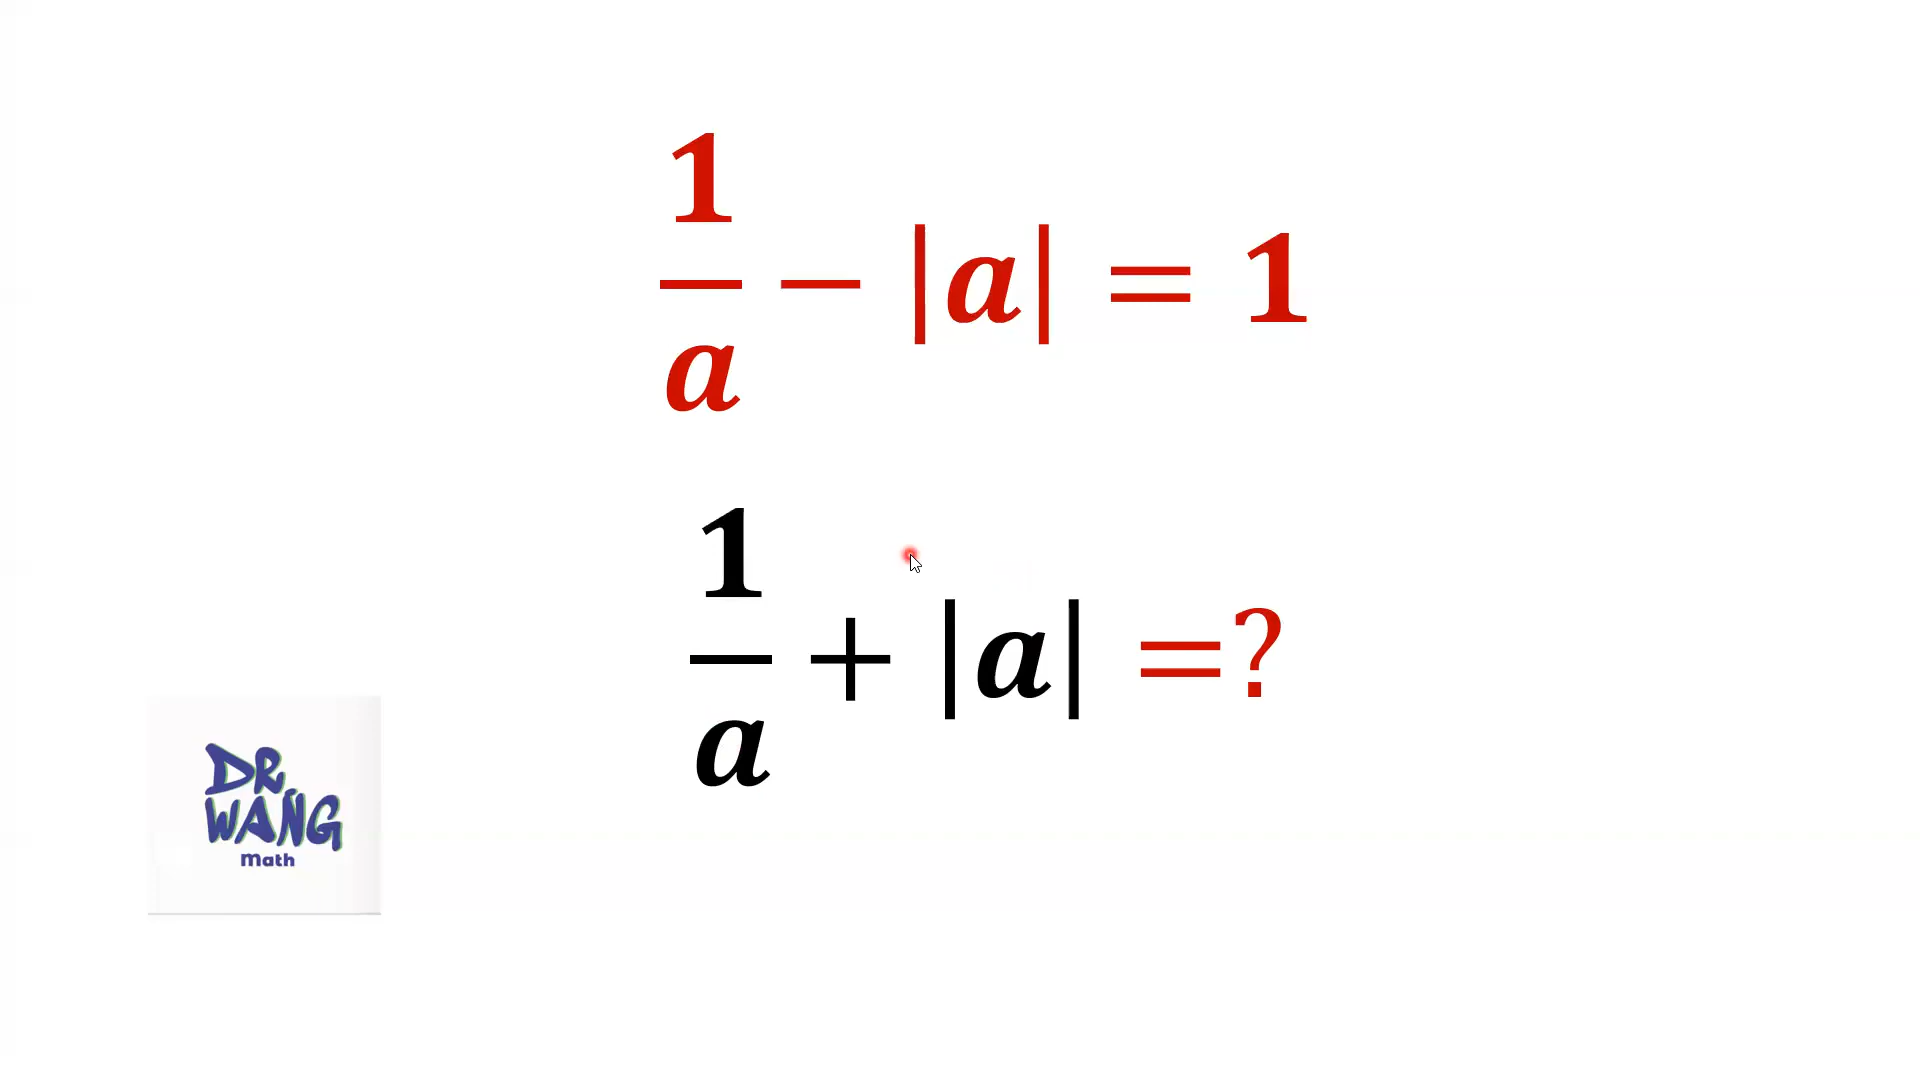 1/a − |a| = 1
1/a + |a| =?
DR.
WANG
math